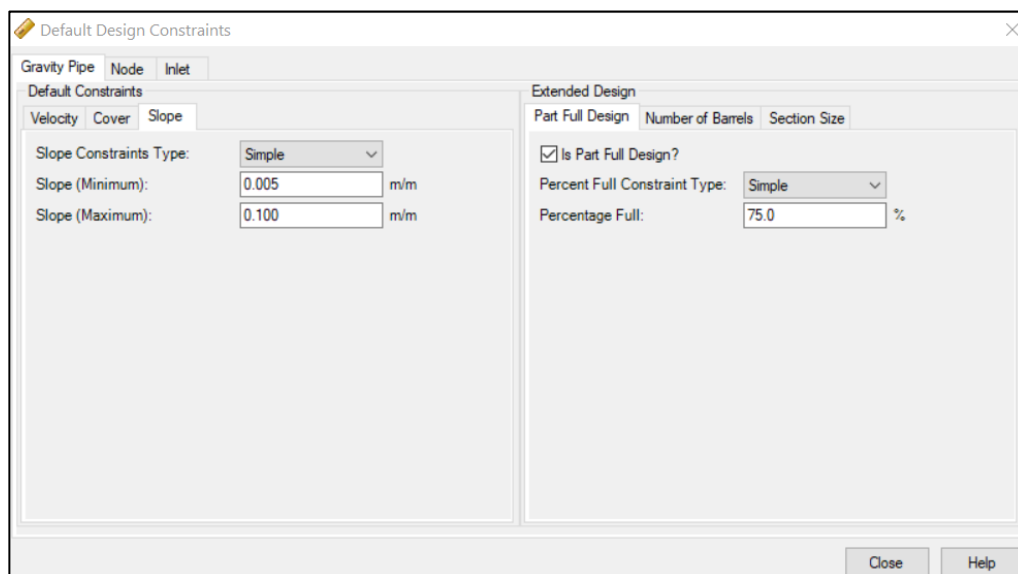 Default Design Constraints
Gravity Pipe Node Inlet
Default Constraints
Velocity Cover Slope
Slope Constraints Type: Simple
Slope (Minimum): 0.005 m/m
Slope (Maximum): 0.100 m/m
Extended Design
Part Full Design Number of Barrels Section Size
Is Part Full Design?
Percent Full Constraint Type: Simple
Percentage Full: 75.0 %
Close Help